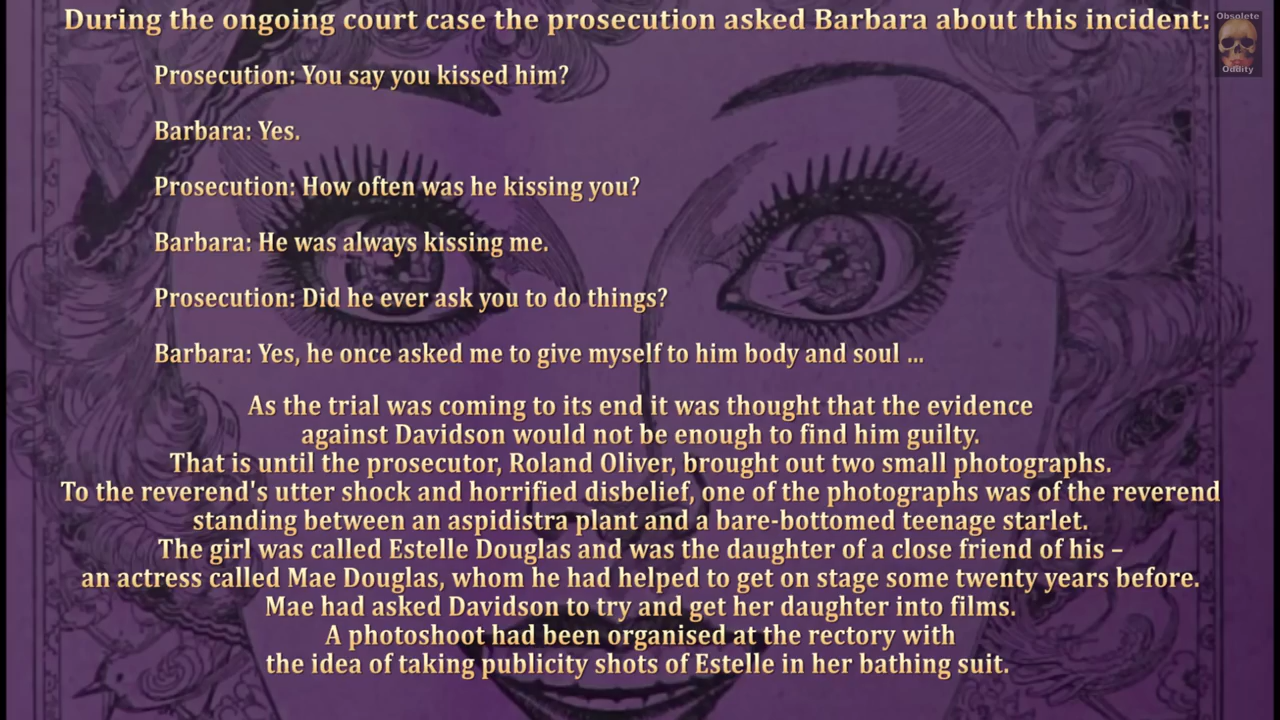 During the ongoing court case the prosecution asked Barbara about this incident:
Obsolete
Oddity
Prosecution: You say you kissed him?
Barbara: Yes.
Prosecution: How often was he kissing you?
Barbara: He was always kissing me.
Prosecution: Did he ever ask you to do things?
Barbara: Yes, he once asked me to give myself to him body and soul ...
As the trial was coming to its end it was thought that the evidence
against Davidson would not be enough to find him guilty.
That is until the prosecutor, Roland Oliver, brought out two small photographs.
To the reverend's utter shock and horrified disbelief, one of the photographs was of the reverend
standing between an aspidistra plant and a bare-bottomed teenage starlet.
The girl was called Estelle Douglas and was the daughter of a close friend of his –
an actress called Mae Douglas, whom he had helped to get on stage some twenty years before.
Mae had asked Davidson to try and get her daughter into films.
A photoshoot had been organised at the rectory with
the idea of taking publicity shots of Estelle in her bathing suit.